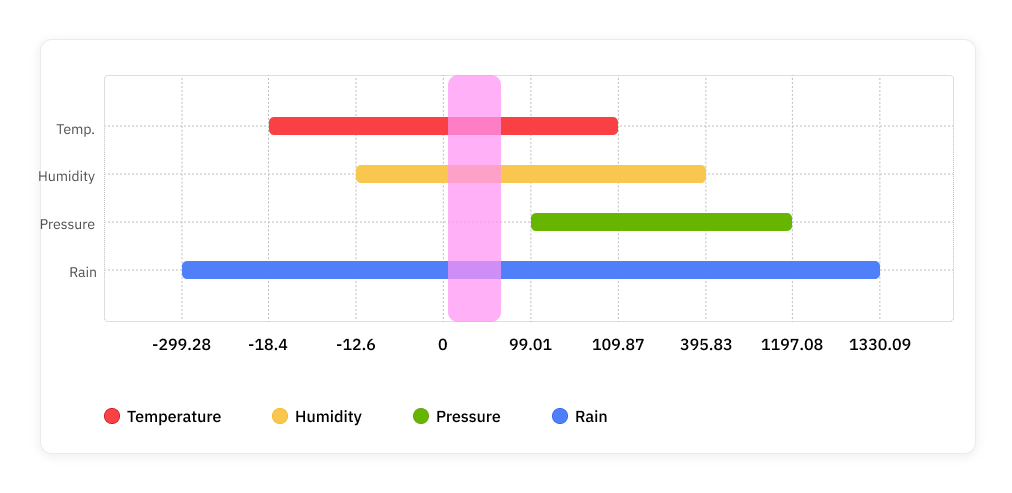 Temp.
Humidity
Pressure
Rain
-299.28 -18.4 -12.6 0 99.01 109.87 395.83 1197.08 1330.09
Temperature Humidity Pressure Rain